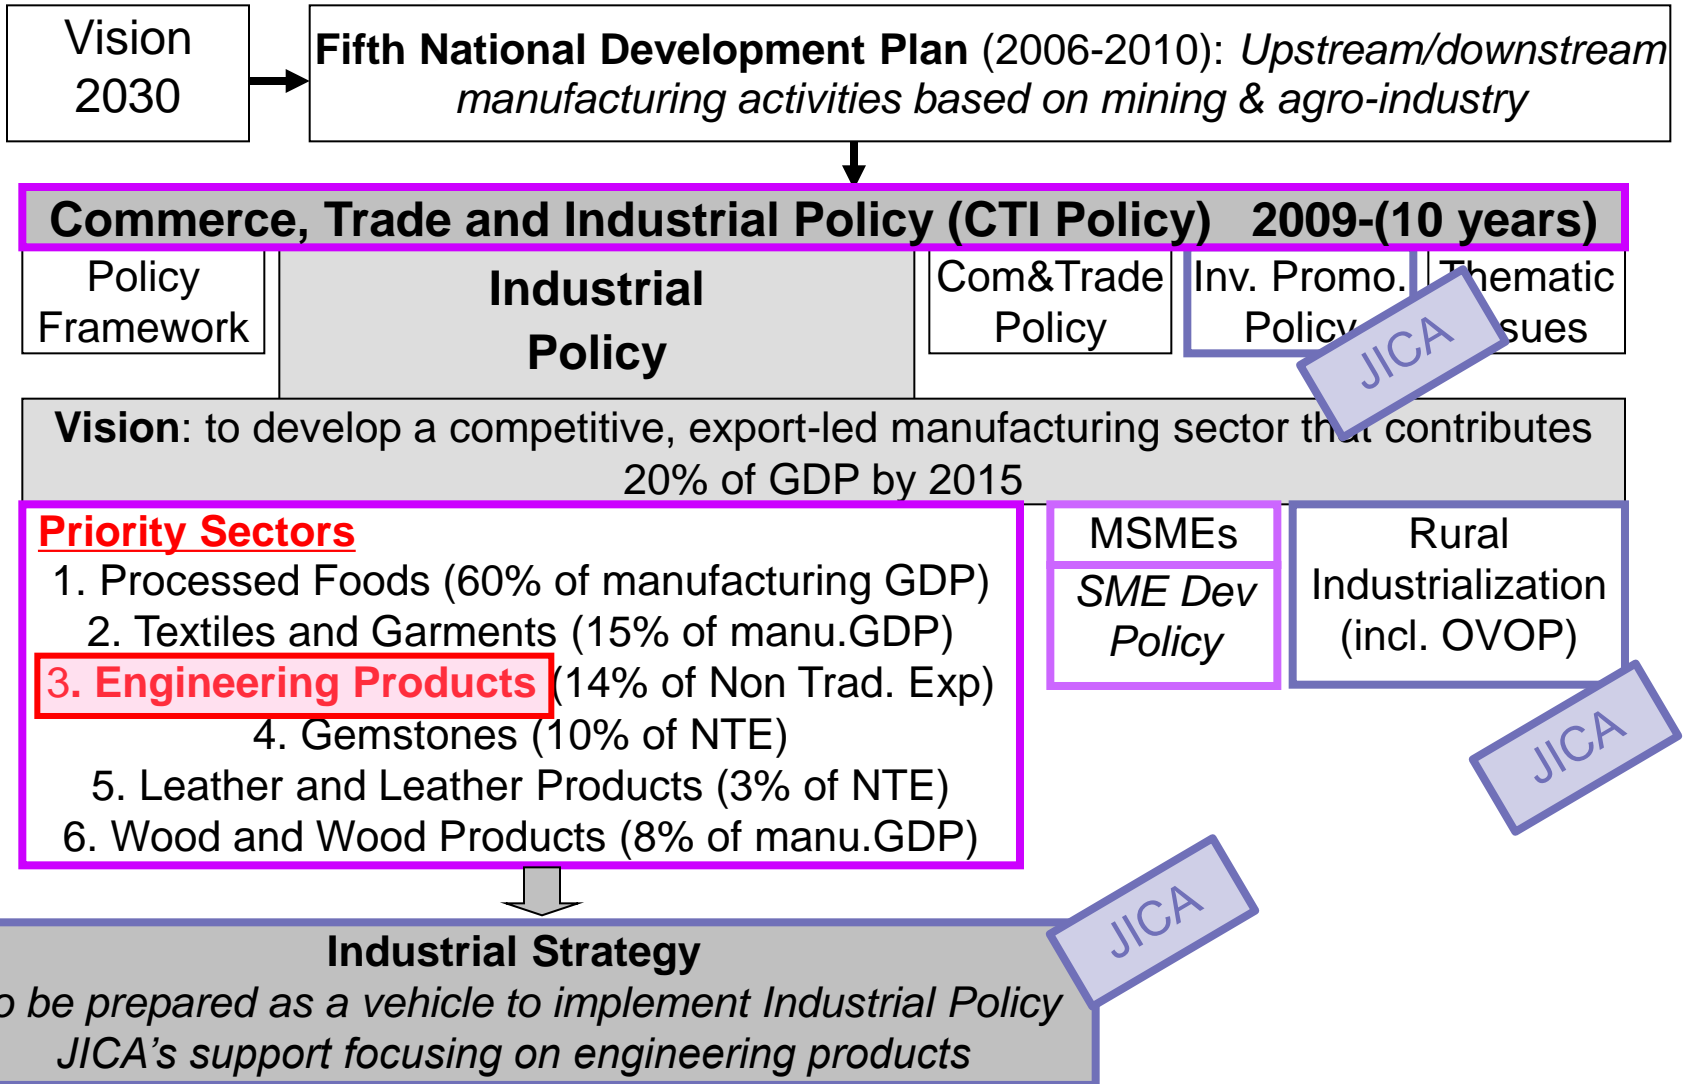 Vision
2030
Fifth National Development Plan (2006-2010): Upstream/downstream
manufacturing activities based on mining & agro-industry
Commerce, Trade and Industrial Policy (CTI Policy) 2009-(10 years)
Policy
Framework
Industrial
Policy
Com&Trade
Policy
Inv. Promo.
Policy
JICA
Thematic
ssues
Vision: to develop a competitive, export-led manufacturing sector that contributes
20% of GDP by 2015
Priority Sectors
1. Processed Foods (60% of manufacturing GDP)
2. Textiles and Garments (15% of manu.GDP)
3. Engineering Products (14% of Non Trad. Exp)
4. Gemstones (10% of NTE)
5. Leather and Leather Products (3% of NTE)
6. Wood and Wood Products (8% of manu.GDP)
MSMEs
SME Dev
Policy
Rural
Industrialization
(incl. OVOP)
JICA
JICA
Industrial Strategy
o be prepared as a vehicle to implement Industrial Policy
JICA's support focusing on engineering products